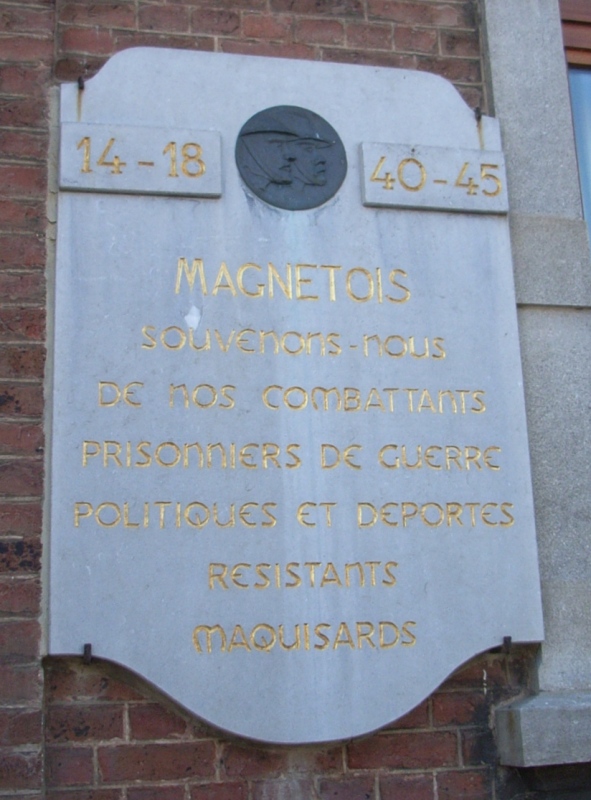 14-18 40-45
MAGNETOIS
SOUVENONS-NOUS
DE NOS COMBATTANTS
PRISONNIERS DE GUERRE
POLITIQUES ET DEPORTES
RESISTANTS
MAQUISARDS